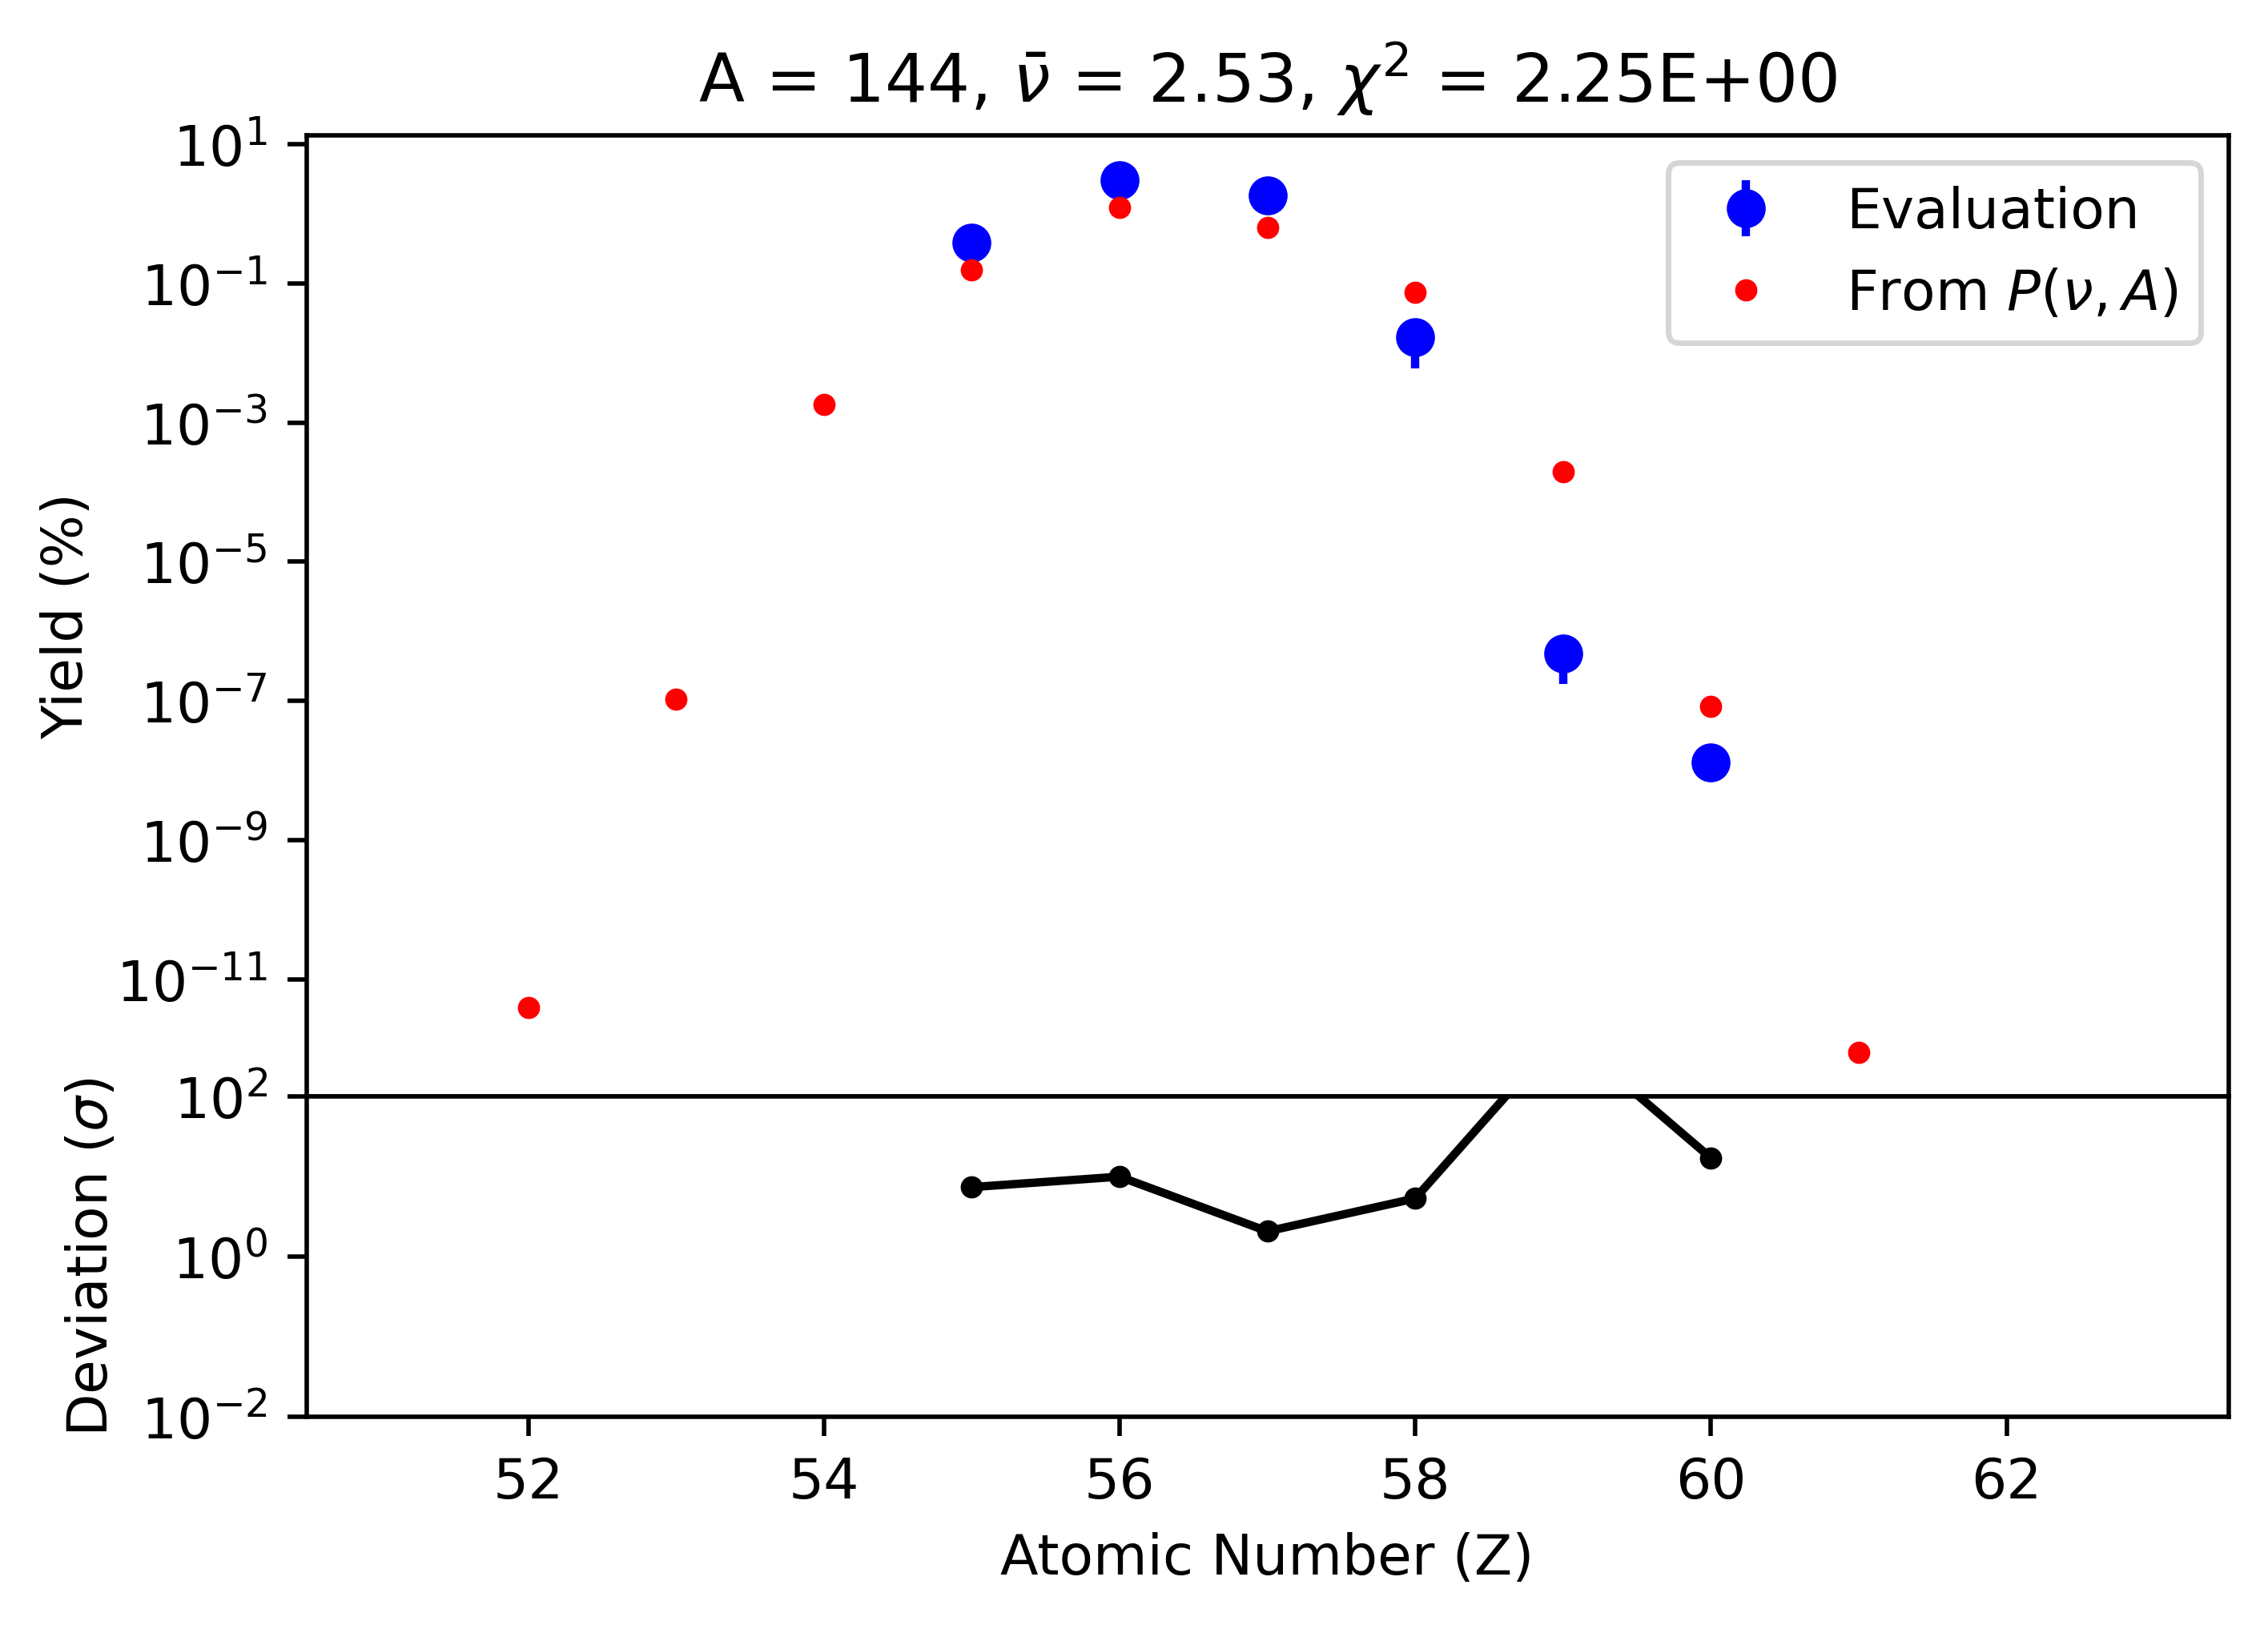 A = 144, ν̄ = 2.53, χ² = 2.25E+00
10¹
10⁻¹
10⁻³
10⁻⁵
10⁻⁷
10⁻⁹
10⁻¹¹
Yield (%)
Evaluation
From P(ν, A)
10²
10⁰
10⁻²
Deviation (σ)
52 54 56 58 60 62
Atomic Number (Z)